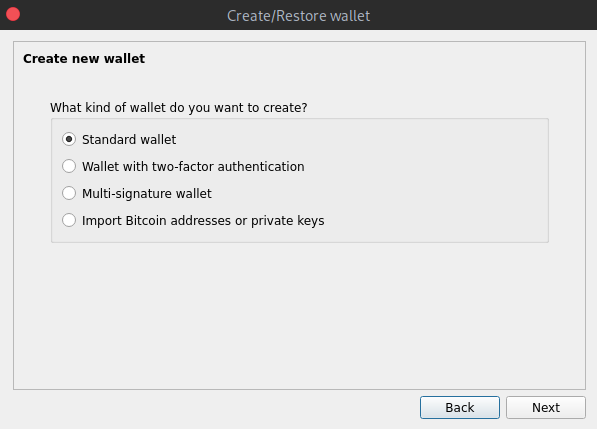 Create/Restore wallet
Create new wallet
What kind of wallet do you want to create?
Standard wallet
Wallet with two-factor authentication
Multi-signature wallet
Import Bitcoin addresses or private keys
Back
Next